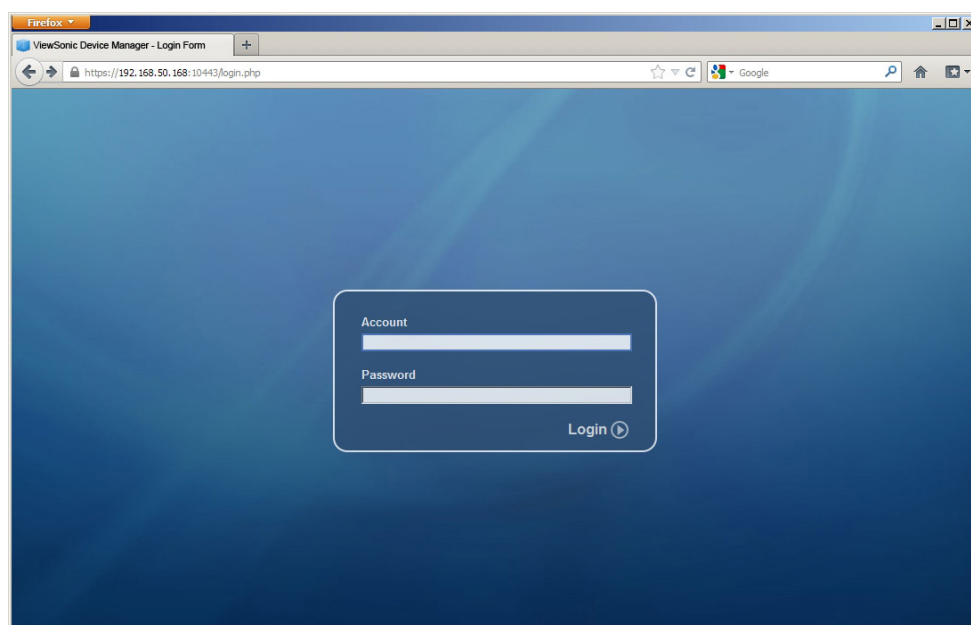 Firefox
ViewSonic Device Manager - Login Form
https://192.168.50.168:10443/login.php
Google
Account
Password
Login